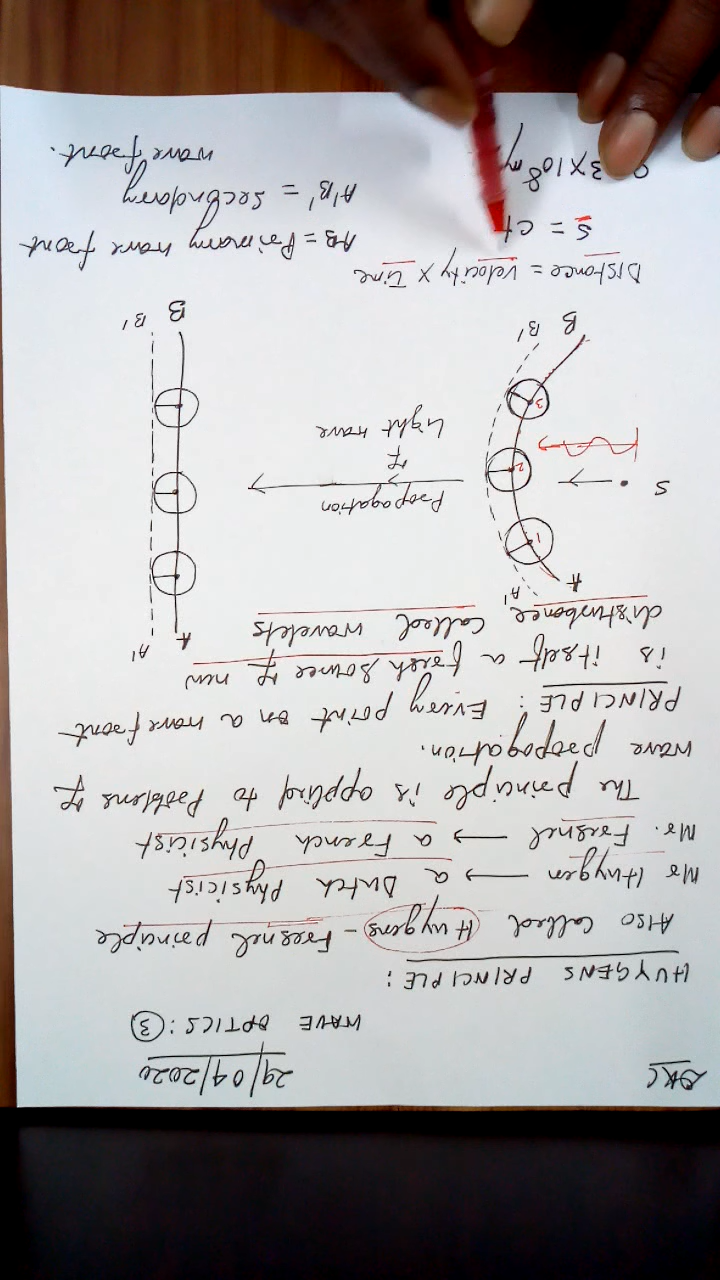 DKC
29/04/2020
WAVE OPTICS: 3
HUYGENS PRINCIPLE:
Also called Huygens - Fresnel principle
Mr Huygen → a Dutch Physicist
Mr. Fresnel → a French Physicist
The principle is applied to Problems of
wave propagation.
PRINCIPLE: Every point on a wave front
is itself a fresh source of new
disturbance called wavelets
A A'
1
2
3
S
B B'
Propagation
of
Light wave
A' A
B B'
Distance = Velocity × time
s = ct
3×10⁸ m/
AB = Primary wave front
A'B' = Secondary
wave front.